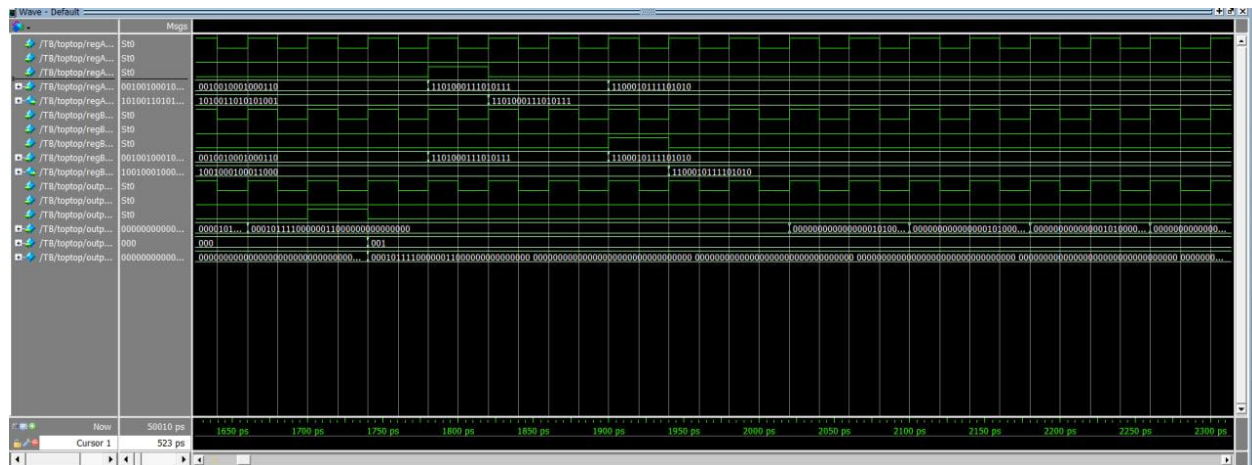 Wave - Default
Msgs
/TB/toptop/regA... St0
/TB/toptop/regA... St0
/TB/toptop/regA... St0
/TB/toptop/regA... 00100100010... 0010010001000110 1101000111010111 1100010111101010
/TB/toptop/regA... 10100110101... 1010011010101001 1101000111010111
/TB/toptop/regB... St0
/TB/toptop/regB... St0
/TB/toptop/regB... St0
/TB/toptop/regB... 00100100010... 0010010001000110 1101000111010111 1100010111101010
/TB/toptop/regB... 10010001000... 1001000100011000 1100010111101010
/TB/toptop/outp... St0
/TB/toptop/outp... St0
/TB/toptop/outp... St0
/TB/toptop/outp... 00000000000... 0000101...
/TB/toptop/outp... 000 000 001
/TB/toptop/outp... 00000000000...
Now 50010 ps 1650 ps 1700 ps 1750 ps 1800 ps 1850 ps 1900 ps 1950 ps 2000 ps 2050 ps 2100 ps 2150 ps 2200 ps 2250 ps 2300 ps
Cursor 1 523 ps